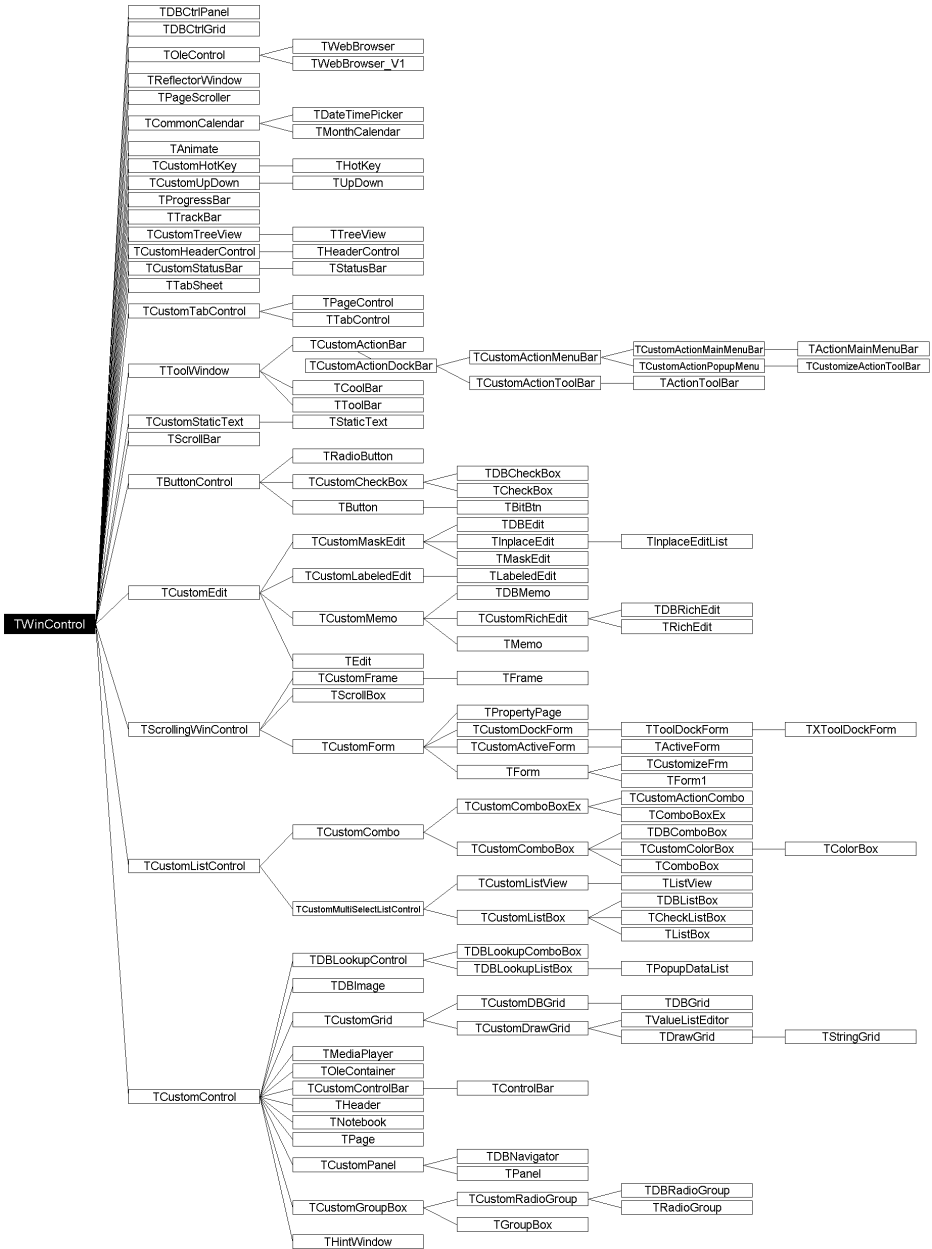 TDBCtrlPanel
TDBCtrlGrid
TOleControl
TWebBrowser
TWebBrowser_V1
TReflectorWindow
TPageScroller
TCommonCalendar
TDateTimePicker
TMonthCalendar
TAnimate
TCustomHotKey
THotKey
TCustomUpDown
TUpDown
TProgressBar
TTrackBar
TCustomTreeView
TTreeView
TCustomHeaderControl
THeaderControl
TCustomStatusBar
TStatusBar
TTabSheet
TCustomTabControl
TPageControl
TTabControl
TToolWindow
TCustomActionBar
TCustomActionDockBar
TCustomActionMenuBar
TCustomActionMainMenuBar
TActionMainMenuBar
TCustomActionPopupMenu
TCustomizeActionToolBar
TCustomActionToolBar
TActionToolBar
TCoolBar
TToolBar
TCustomStaticText
TStaticText
TScrollBar
TButtonControl
TRadioButton
TCustomCheckBox
TDBCheckBox
TCheckBox
TButton
TBitBtn
TWinControl
TCustomEdit
TCustomMaskEdit
TDBEdit
TInplaceEdit
TInplaceEditList
TMaskEdit
TCustomLabeledEdit
TLabeledEdit
TCustomMemo
TDBMemo
TCustomRichEdit
TDBRichEdit
TRichEdit
TMemo
TEdit
TScrollingWinControl
TCustomFrame
TFrame
TScrollBox
TCustomForm
TPropertyPage
TCustomDockForm
TToolDockForm
TXToolDockForm
TCustomActiveForm
TActiveForm
TForm
TCustomizeFrm
TForm1
TCustomListControl
TCustomCombo
TCustomComboBoxEx
TCustomActionCombo
TComboBoxEx
TCustomComboBox
TDBComboBox
TCustomColorBox
TColorBox
TComboBox
TCustomMultiSelectListControl
TCustomListView
TListView
TCustomListBox
TDBListBox
TCheckListBox
TListBox
TCustomControl
TDBLookupControl
TDBLookupComboBox
TDBLookupListBox
TPopupDataList
TDBImage
TCustomGrid
TCustomDBGrid
TDBGrid
TCustomDrawGrid
TValueListEditor
TDrawGrid
TStringGrid
TMediaPlayer
TOleContainer
TCustomControlBar
TControlBar
THeader
TNotebook
TPage
TCustomPanel
TDBNavigator
TPanel
TCustomGroupBox
TCustomRadioGroup
TDBRadioGroup
TRadioGroup
TGroupBox
THintWindow